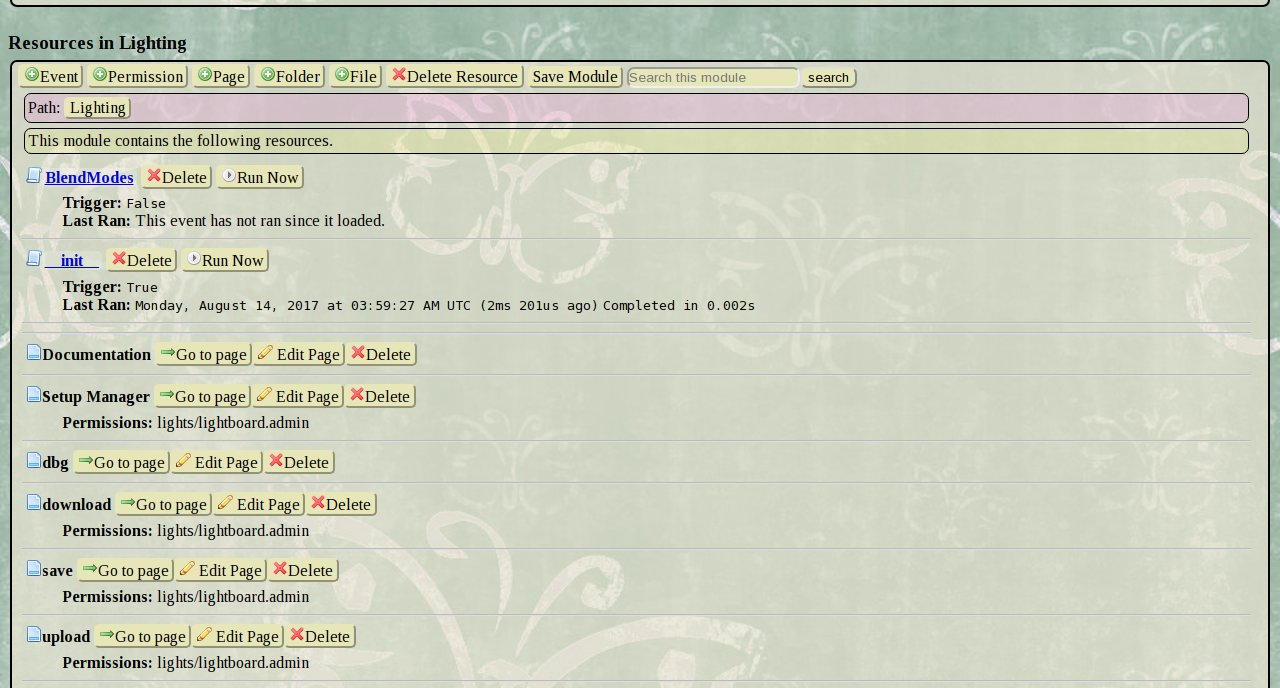 Resources in Lighting
Event Permission Page Folder File Delete Resource Save Module Search this module search
Path: Lighting
This module contains the following resources.
BlendModes Delete Run Now
Trigger: False
Last Ran: This event has not ran since it loaded.
__init__ Delete Run Now
Trigger: True
Last Ran: Monday, August 14, 2017 at 03:59:27 AM UTC (2ms 201us ago) Completed in 0.002s
Documentation Go to page Edit Page Delete
Setup Manager Go to page Edit Page Delete
Permissions: lights/lightboard.admin
dbg Go to page Edit Page Delete
download Go to page Edit Page Delete
Permissions: lights/lightboard.admin
save Go to page Edit Page Delete
Permissions: lights/lightboard.admin
upload Go to page Edit Page Delete
Permissions: lights/lightboard.admin